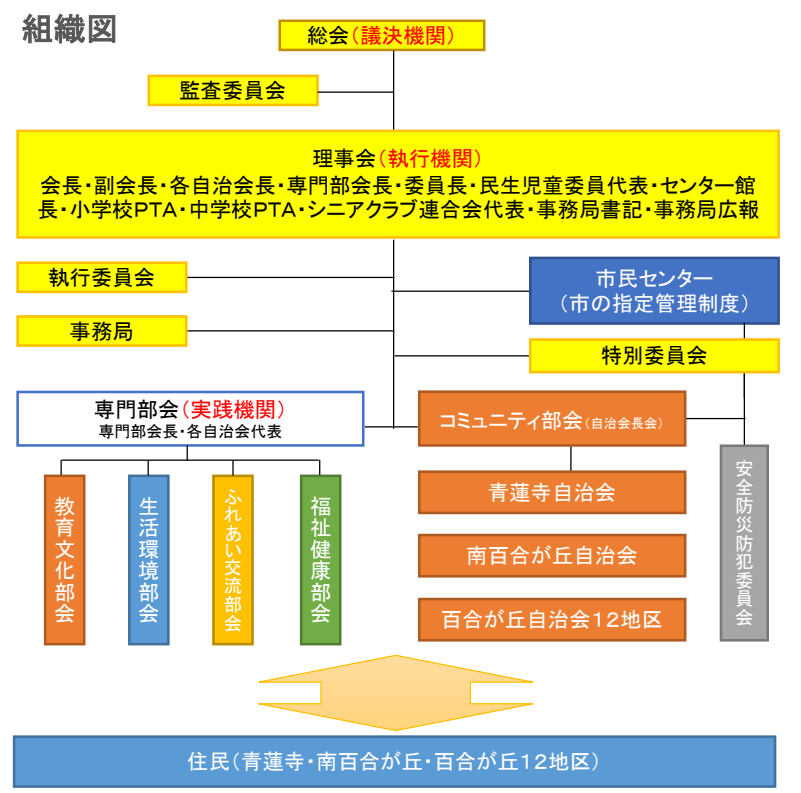 組織図
総会(議決機関)
監査委員会
理事会(執行機関)
会長・副会長・各自治会長・専門部会長・委員長・民生児童委員代表・センター館
長・小学校PTA・中学校PTA・シニアクラブ連合会代表・事務局書記・事務局広報
執行委員会
市民センター
(市の指定管理制度)
事務局
特別委員会
専門部会(実践機関)
専門部会長・各自治会代表
コミュニティ部会(自治会長会)
教育文化部会
生活環境部会
ふれあい交流部会
福祉健康部会
青蓮寺自治会
南百合が丘自治会
百合が丘自治会12地区
安全防災防犯委員会
住民(青蓮寺・南百合が丘・百合が丘12地区)